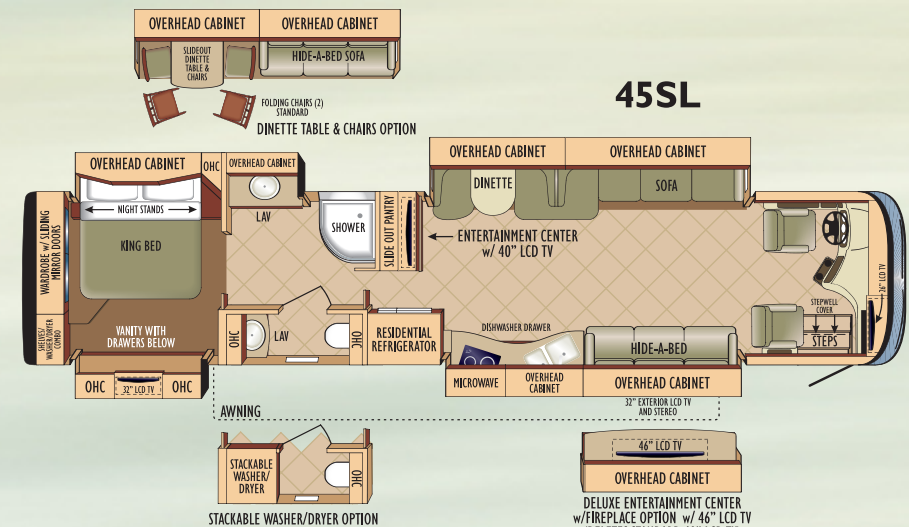 OVERHEAD CABINET
OVERHEAD CABINET
SLIDEOUT
DINETTE
TABLE &
CHAIRS
HIDE-A-BED SOFA
FOLDING CHAIRS (2)
STANDARD
DINETTE TABLE & CHAIRS OPTION
45SL
OVERHEAD CABINET
OHC
OVERHEAD CABINET
OVERHEAD CABINET
OVERHEAD CABINET
NIGHT STANDS
LAV
SHOWER
SLIDE OUT PANTRY
DINETTE
SOFA
WARDROBE w/ SLIDING
MIRROR DOORS
KING BED
ENTERTAINMENT CENTER
w/ 40" LCD TV
26" LCD TV
STEPWELL
COVER
STEPS
SHELVES/
WASHER/DRYER
COMBO
VANITY WITH
DRAWERS BELOW
OHC
LAV
OHC
RESIDENTIAL
REFRIGERATOR
DISHWASHER DRAWER
HIDE-A-BED
OHC
32" LCD TV
OHC
MICROWAVE
OVERHEAD
CABINET
OVERHEAD CABINET
AWNING
32" EXTERIOR LCD TV
AND STEREO
STACKABLE
WASHER/
DRYER
OHC
STACKABLE WASHER/DRYER OPTION
46" LCD TV
OVERHEAD CABINET
DELUXE ENTERTAINMENT CENTER
w/FIREPLACE OPTION w/ 46" LCD TV